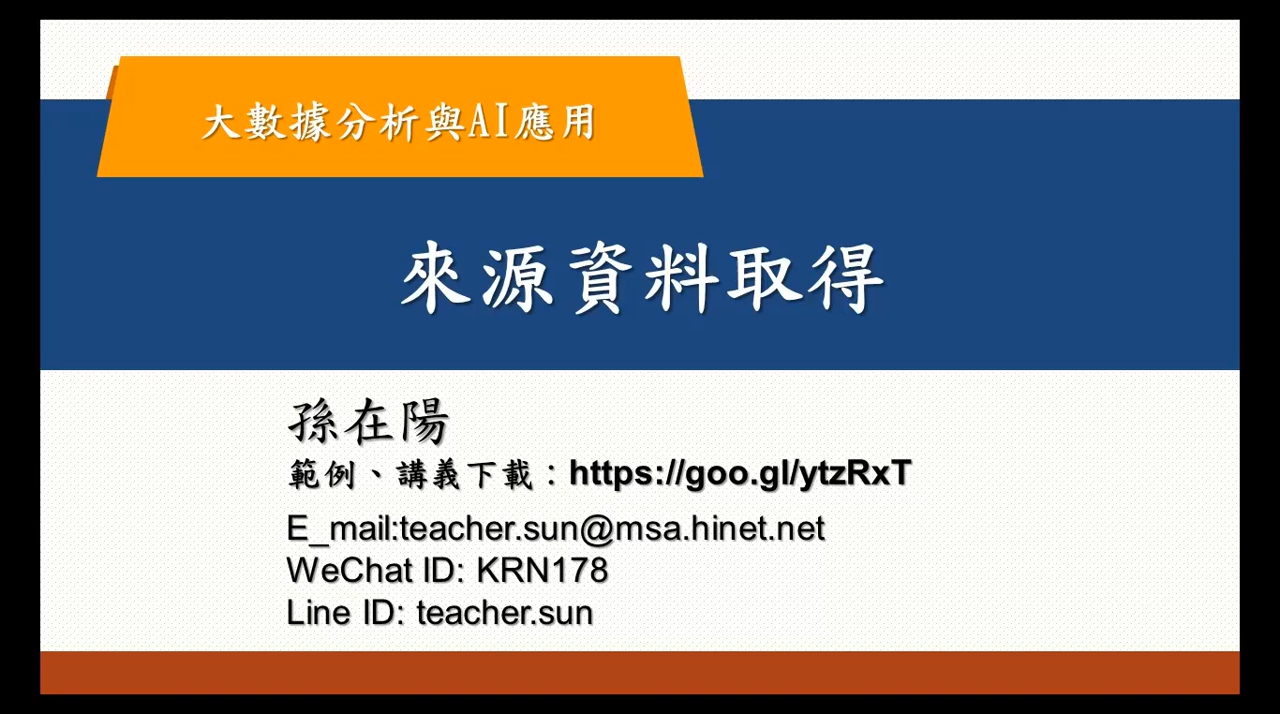 大數據分析與AI應用
來源資料取得
孫在陽
範例、講義下載：https://goo.gl/ytzRxT
E_mail:teacher.sun@msa.hinet.net
WeChat ID: KRN178
Line ID: teacher.sun